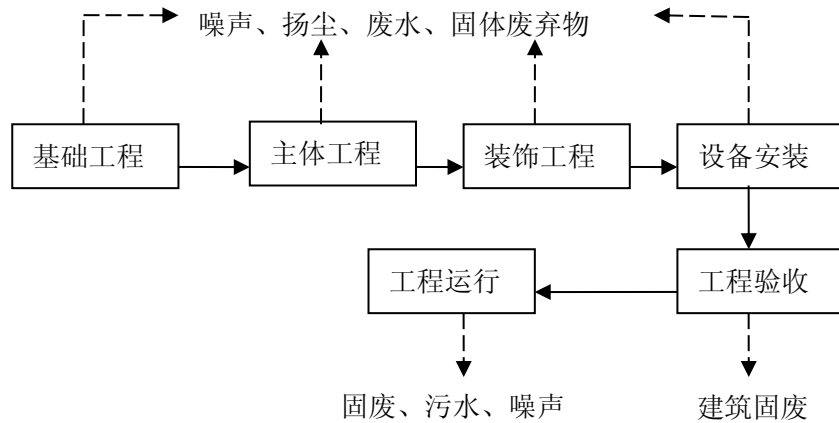 噪声、扬尘、废水、固体废弃物
基础工程
主体工程
装饰工程
设备安装
工程运行
工程验收
固废、污水、噪声
建筑固废